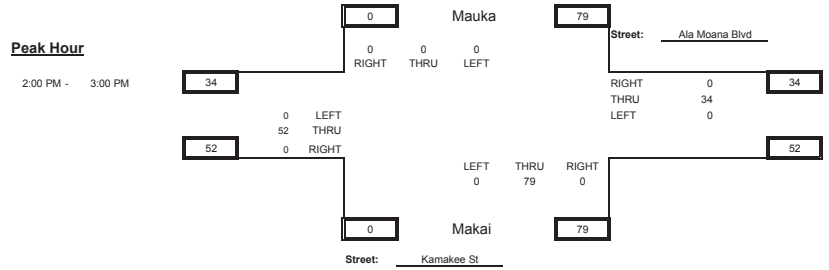 0 Mauka 79
Street: Ala Moana Blvd
Peak Hour
0 0 0
RIGHT THRU LEFT
2:00 PM - 3:00 PM 34 RIGHT 0 34
THRU 34
LEFT 0
0 LEFT
52 THRU
52 0 RIGHT 52
LEFT THRU RIGHT
0 79 0
0 Makai 79
Street: Kamakee St